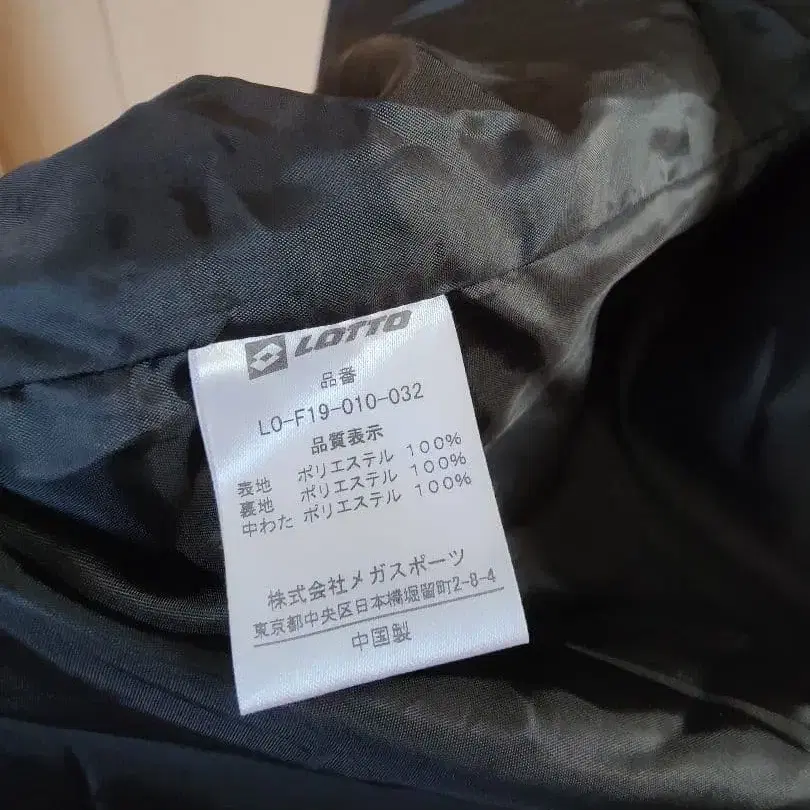 LOTTO
品番
LO-F19-010-032
品質表示
表地 ポリエステル 100%
裏地 ポリエステル 100%
中わた ポリエステル 100%
株式会社メガスポーツ
東京都中央区日本橋堀留町2-8-4
中国製